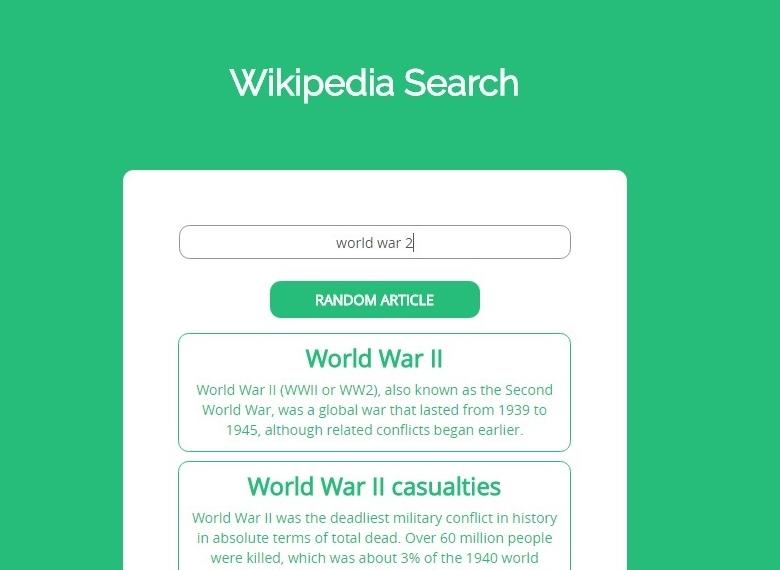 Wikipedia Search
world war 2
RANDOM ARTICLE
World War II
World War II (WWII or WW2), also known as the Second
World War, was a global war that lasted from 1939 to
1945, although related conflicts began earlier.
World War II casualties
World War II was the deadliest military conflict in history
in absolute terms of total dead. Over 60 million people
were killed, which was about 3% of the 1940 world